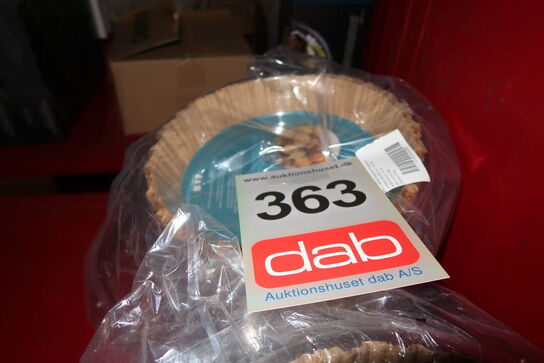 www.auktionshuset.dk
363
dab
Auktionshuset dab A/S